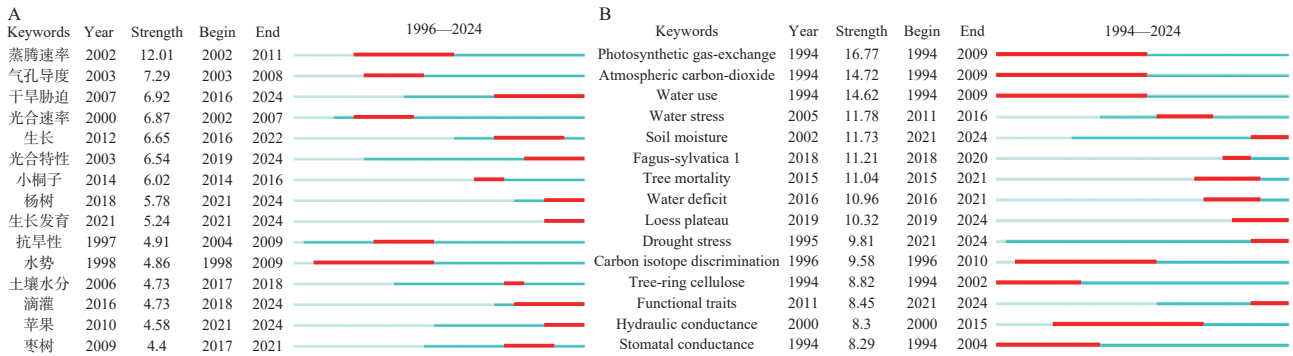 A
Keywords Year Strength Begin End 1996—2024
蒸腾速率 2002 12.01 2002 2011
气孔导度 2003 7.29 2003 2008
干旱胁迫 2007 6.92 2016 2024
光合速率 2000 6.87 2002 2007
生长 2012 6.65 2016 2022
光合特性 2003 6.54 2019 2024
小桐子 2014 6.02 2014 2016
杨树 2018 5.78 2021 2024
生长发育 2021 5.24 2021 2024
抗旱性 1997 4.91 2004 2009
水势 1998 4.86 1998 2009
土壤水分 2006 4.73 2017 2018
滴灌 2016 4.73 2018 2024
苹果 2010 4.58 2021 2024
枣树 2009 4.4 2017 2021
B
Keywords Year Strength Begin End 1994—2024
Photosynthetic gas-exchange 1994 16.77 1994 2009
Atmospheric carbon-dioxide 1994 14.72 1994 2009
Water use 1994 14.62 1994 2009
Water stress 2005 11.78 2011 2016
Soil moisture 2002 11.73 2021 2024
Fagus-sylvatica 1 2018 11.21 2018 2020
Tree mortality 2015 11.04 2015 2021
Water deficit 2016 10.96 2016 2021
Loess plateau 2019 10.32 2019 2024
Drought stress 1995 9.81 2021 2024
Carbon isotope discrimination 1996 9.58 1996 2010
Tree-ring cellulose 1994 8.82 1994 2002
Functional traits 2011 8.45 2021 2024
Hydraulic conductance 2000 8.3 2000 2015
Stomatal conductance 1994 8.29 1994 2004